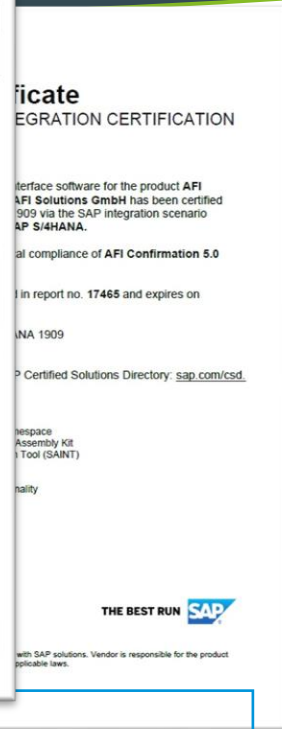 ificate
EGRATION CERTIFICATION
terface software for the product AFI
AFI Solutions GmbH has been certified
909 via the SAP integration scenario
AP S/4HANA.
al compliance of AFI Confirmation 5.0
in report no. 17465 and expires on
NA 1909
Certified Solutions Directory: sap.com/csd.
mespace
Assembly Kit
Tool (SAINT)
nality
THE BEST RUN SAP
with SAP solutions. Vendor is responsible for the product
pplicable laws.